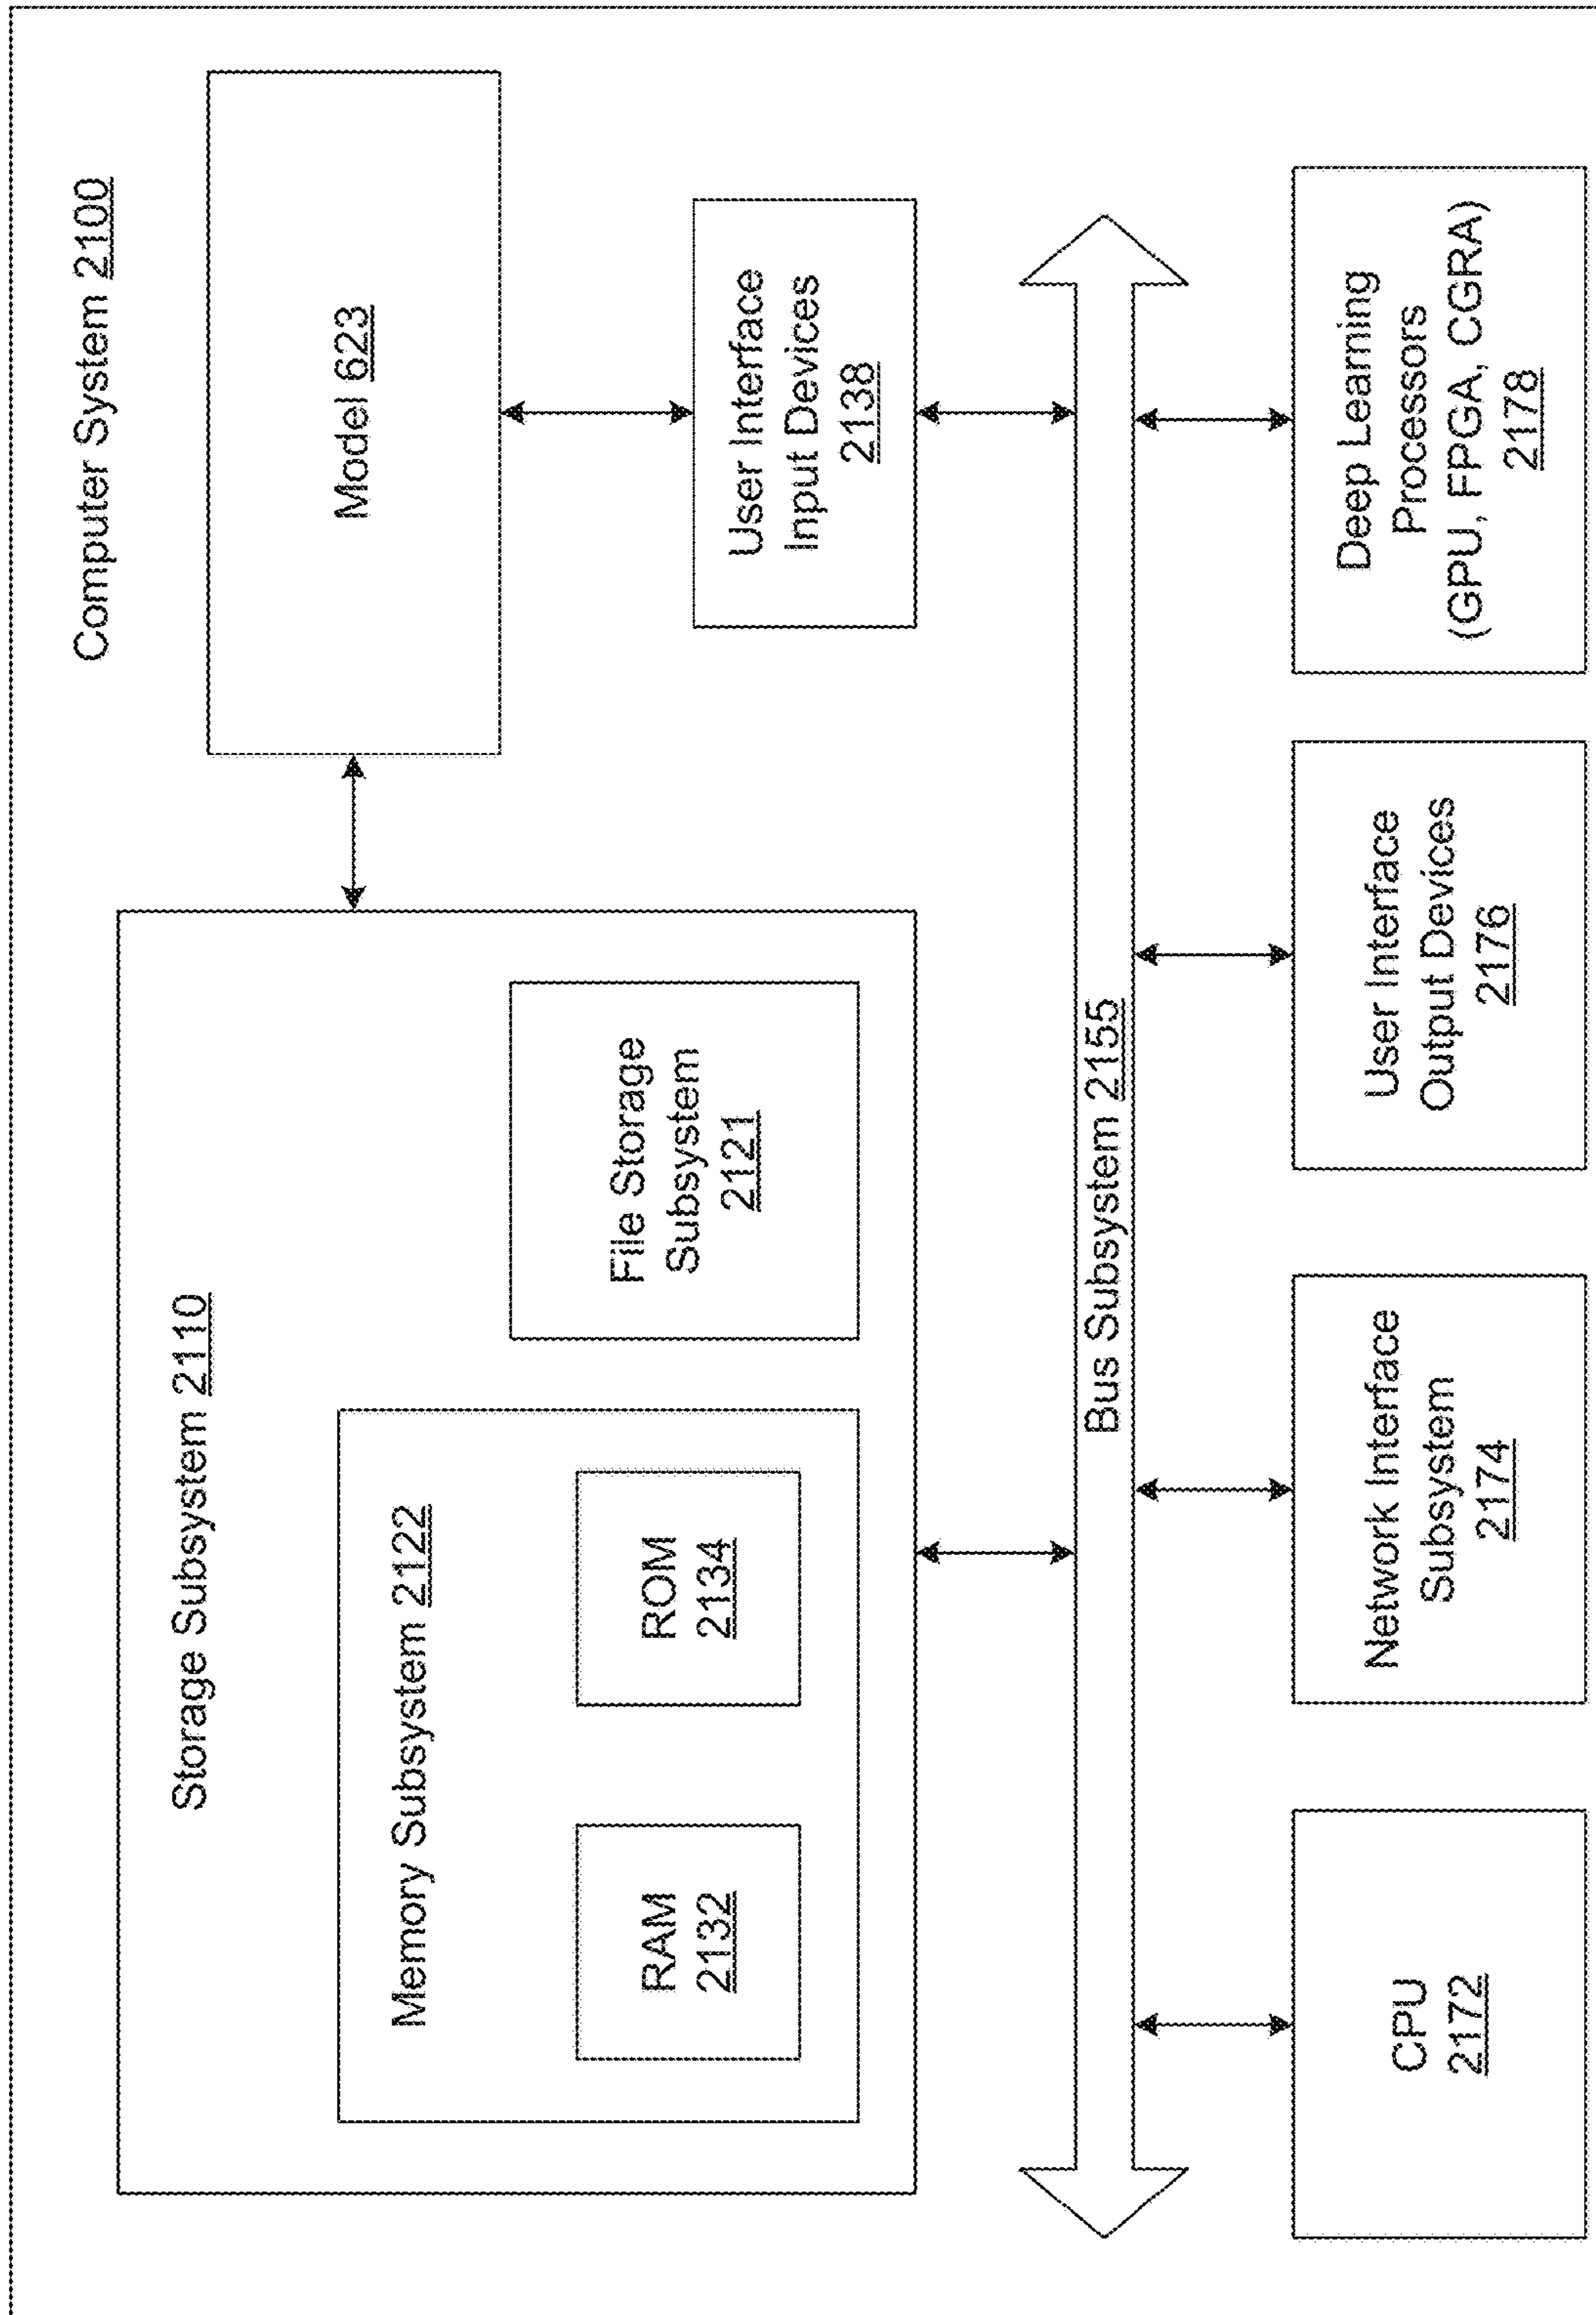 Computer System 2100
Storage Subsystem 2110
Memory Subsystem 2122
RAM
2132
ROM
2134
File Storage
Subsystem
2121
Model 623
User Interface
Input Devices
2138
Bus Subsystem 2155
CPU
2172
Network Interface
Subsystem
2174
User Interface
Output Devices
2176
Deep Learning
Processors
(GPU, FPGA, CGRA)
2178